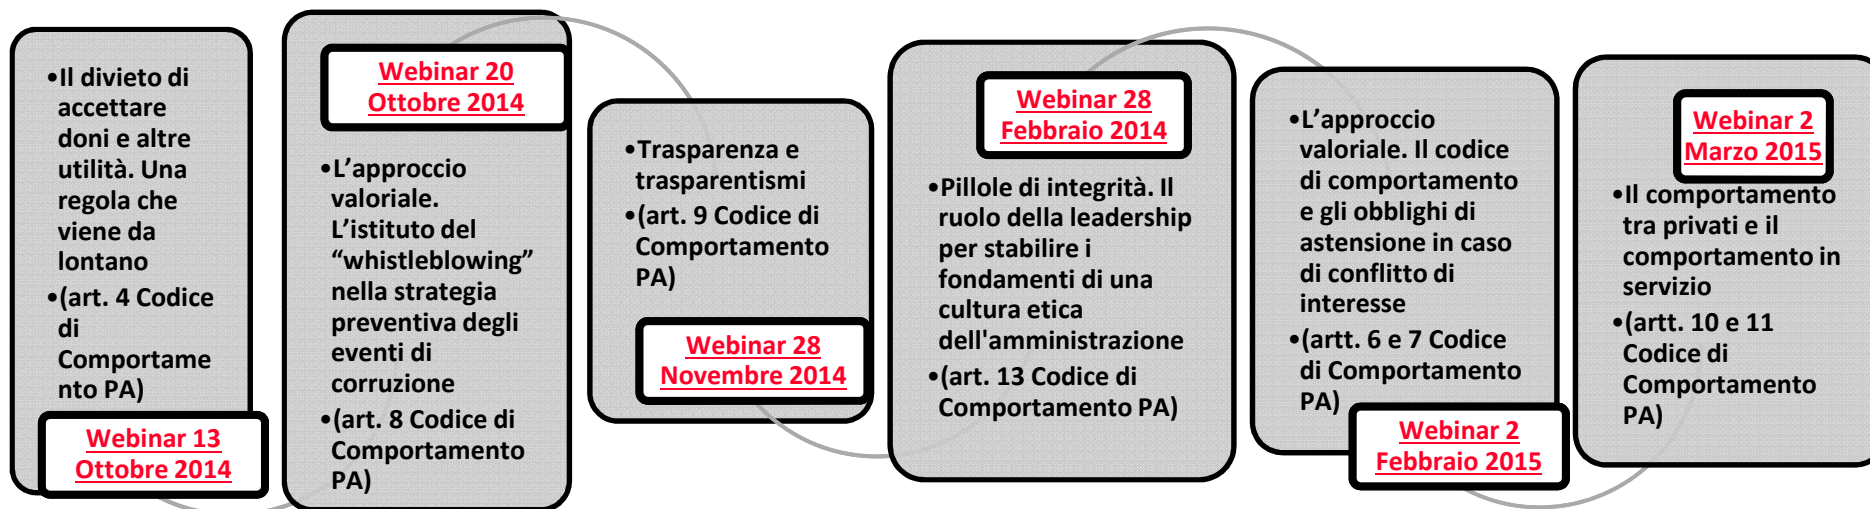 •Il divieto di
accettare
doni e altre
utilità. Una
regola che
viene da
lontano
•(art. 4 Codice
di
Comportame
nto PA)
Webinar 13
Ottobre 2014
Webinar 20
Ottobre 2014
•L'approccio
valoriale.
L'istituto del
“whistleblowing”
nella strategia
preventiva degli
eventi di
corruzione
•(art. 8 Codice di
Comportamento
PA)
•Trasparenza e
trasparentismi
•(art. 9 Codice di
Comportamento
PA)
Webinar 28
Novembre 2014
Webinar 28
Febbraio 2014
•Pillole di integrità. Il
ruolo della leadership
per stabilire i
fondamenti di una
cultura etica
dell'amministrazione
•(art. 13 Codice di
Comportamento PA)
•L'approccio
valoriale. Il codice
di comportamento
e gli obblighi di
astensione in caso
di conflitto di
interesse
•(artt. 6 e 7 Codice
di Comportamento
PA)
Webinar 2
Febbraio 2015
Webinar 2
Marzo 2015
•Il comportamento
tra privati e il
comportamento in
servizio
•(artt. 10 e 11
Codice di
Comportamento
PA)